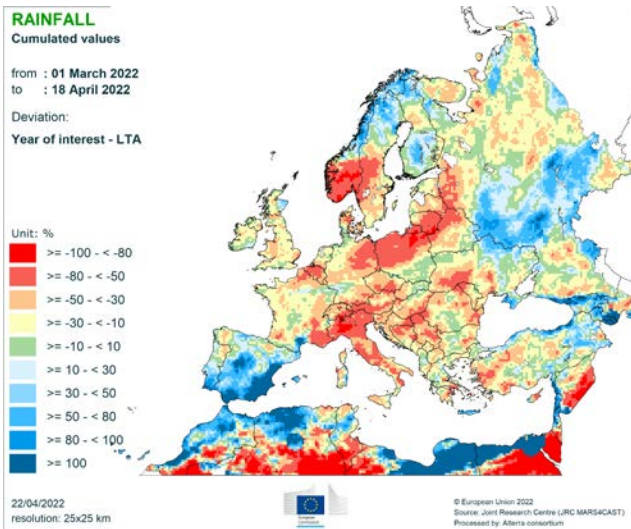 RAINFALL
Cumulated values
from : 01 March 2022
to : 18 April 2022
Deviation:
Year of interest - LTA
Unit: %
>= -100 - < -80
>= -80 - < -50
>= -50 - < -30
>= -30 - < -10
>= -10 - < 10
>= 10 - < 30
>= 30 - < 50
>= 50 - < 80
>= 80 - < 100
>= 100
22/04/2022
resolution: 25x25 km
European
Commission
© European Union 2022
Source: Joint Research Centre (JRC MARS4CAST)
Processed by: Alterra consortium